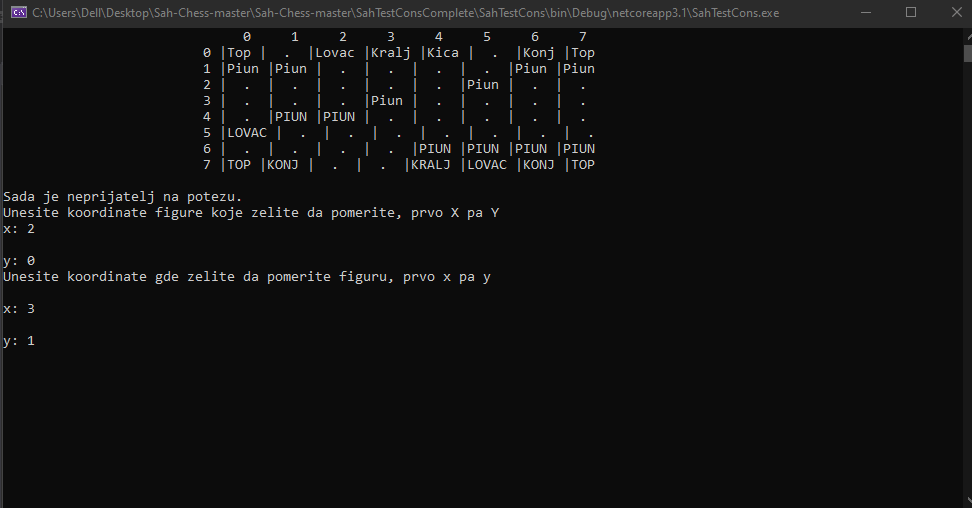 C:\Users\Dell\Desktop\Sah-Chess-master\Sah-Chess-master\SahTestConsComplete\SahTestCons\bin\Debug\netcoreapp3.1\SahTestCons.exe
0 1 2 3 4 5 6 7
0 |Top | . |Lovac |Kralj |Kica | . |Konj |Top
1 |Piun |Piun | . | . | . | . |Piun |Piun
2 | . | . | . | . | . |Piun | . | .
3 | . | . | . |Piun | . | . | . | .
4 | . |PIUN |PIUN | . | . | . | . | .
5 |LOVAC | . | . | . | . | . | . | .
6 | . | . | . | . |PIUN |PIUN |PIUN |PIUN
7 |TOP |KONJ | . | . |KRALJ |LOVAC |KONJ |TOP
Sada je neprijatelj na potezu.
Unesite koordinate figure koje zelite da pomerite, prvo X pa Y
x: 2
y: 0
Unesite koordinate gde zelite da pomerite figuru, prvo x pa y
x: 3
y: 1